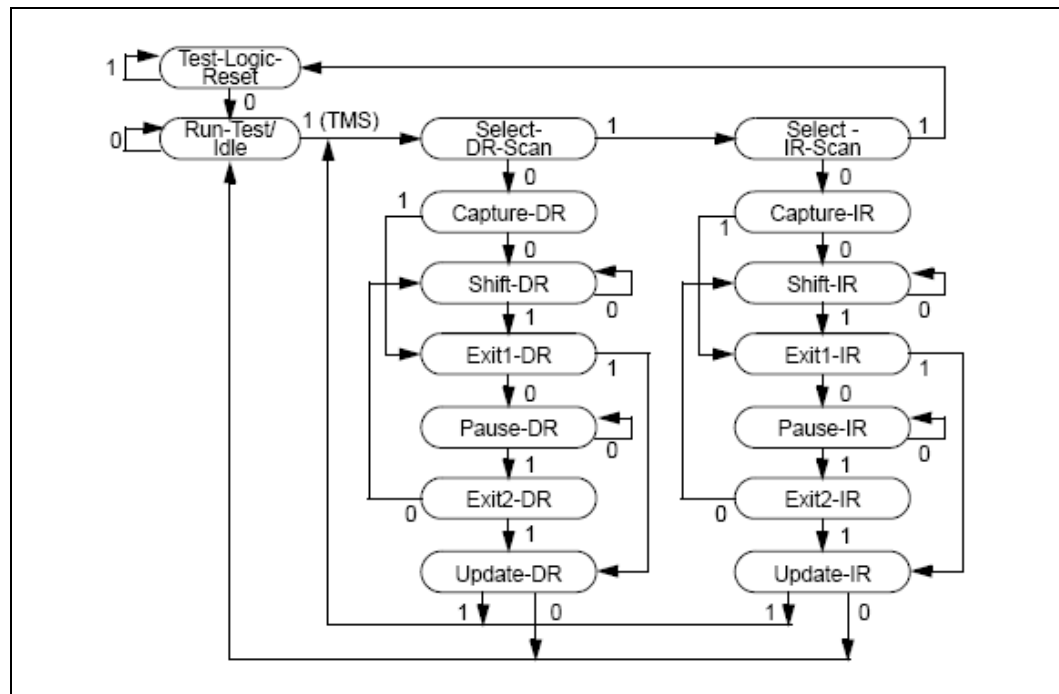 Test-Logic-
Reset
1
0
Run-Test/
Idle
0
1 (TMS)
Select-
DR-Scan
1
Select -
IR-Scan
1
0
0
1
Capture-DR
1
Capture-IR
0
0
Shift-DR
0
Shift-IR
0
1
1
Exit1-DR
1
Exit1-IR
1
0
0
Pause-DR
0
Pause-IR
0
1
1
Exit2-DR
0
Exit2-IR
0
1
1
Update-DR
Update-IR
1
0
1
0